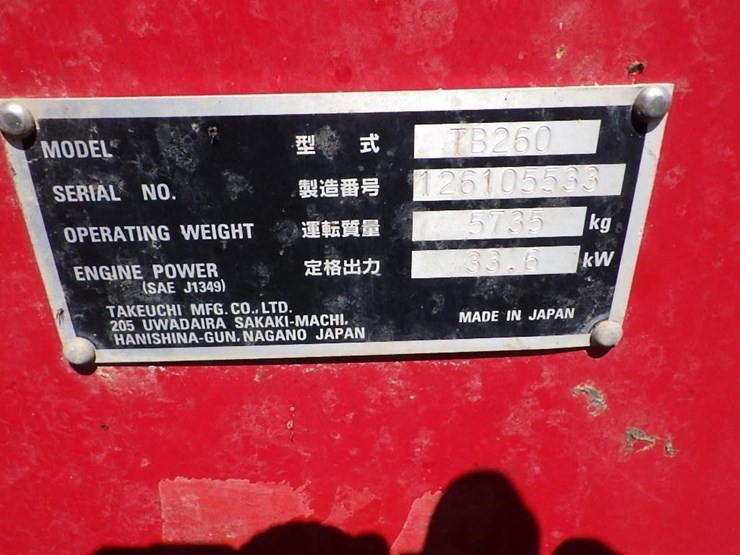 MODEL 型 式 TB260
SERIAL NO. 製造番号 126105533
OPERATING WEIGHT 運転質量 5735 kg
ENGINE POWER 定格出力 33.6 kW
(SAE J1349)
TAKEUCHI MFG. CO., LTD.
205 UWADAIRA SAKAKI-MACHI. MADE IN JAPAN
HANISHINA-GUN, NAGANO JAPAN